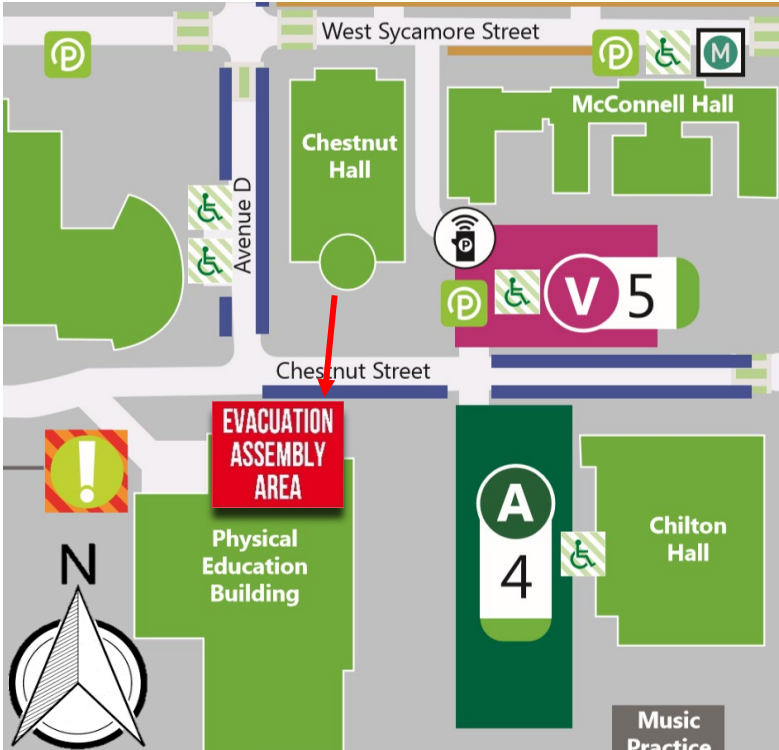 West Sycamore Street
P
P
M
McConnell Hall
Chestnut
Hall
Avenue D
P
P
V
5
Chestnut Street
EVACUATION
ASSEMBLY
AREA
!
A
4
Physical
Education
Building
Chilton
Hall
N
Music
Practice